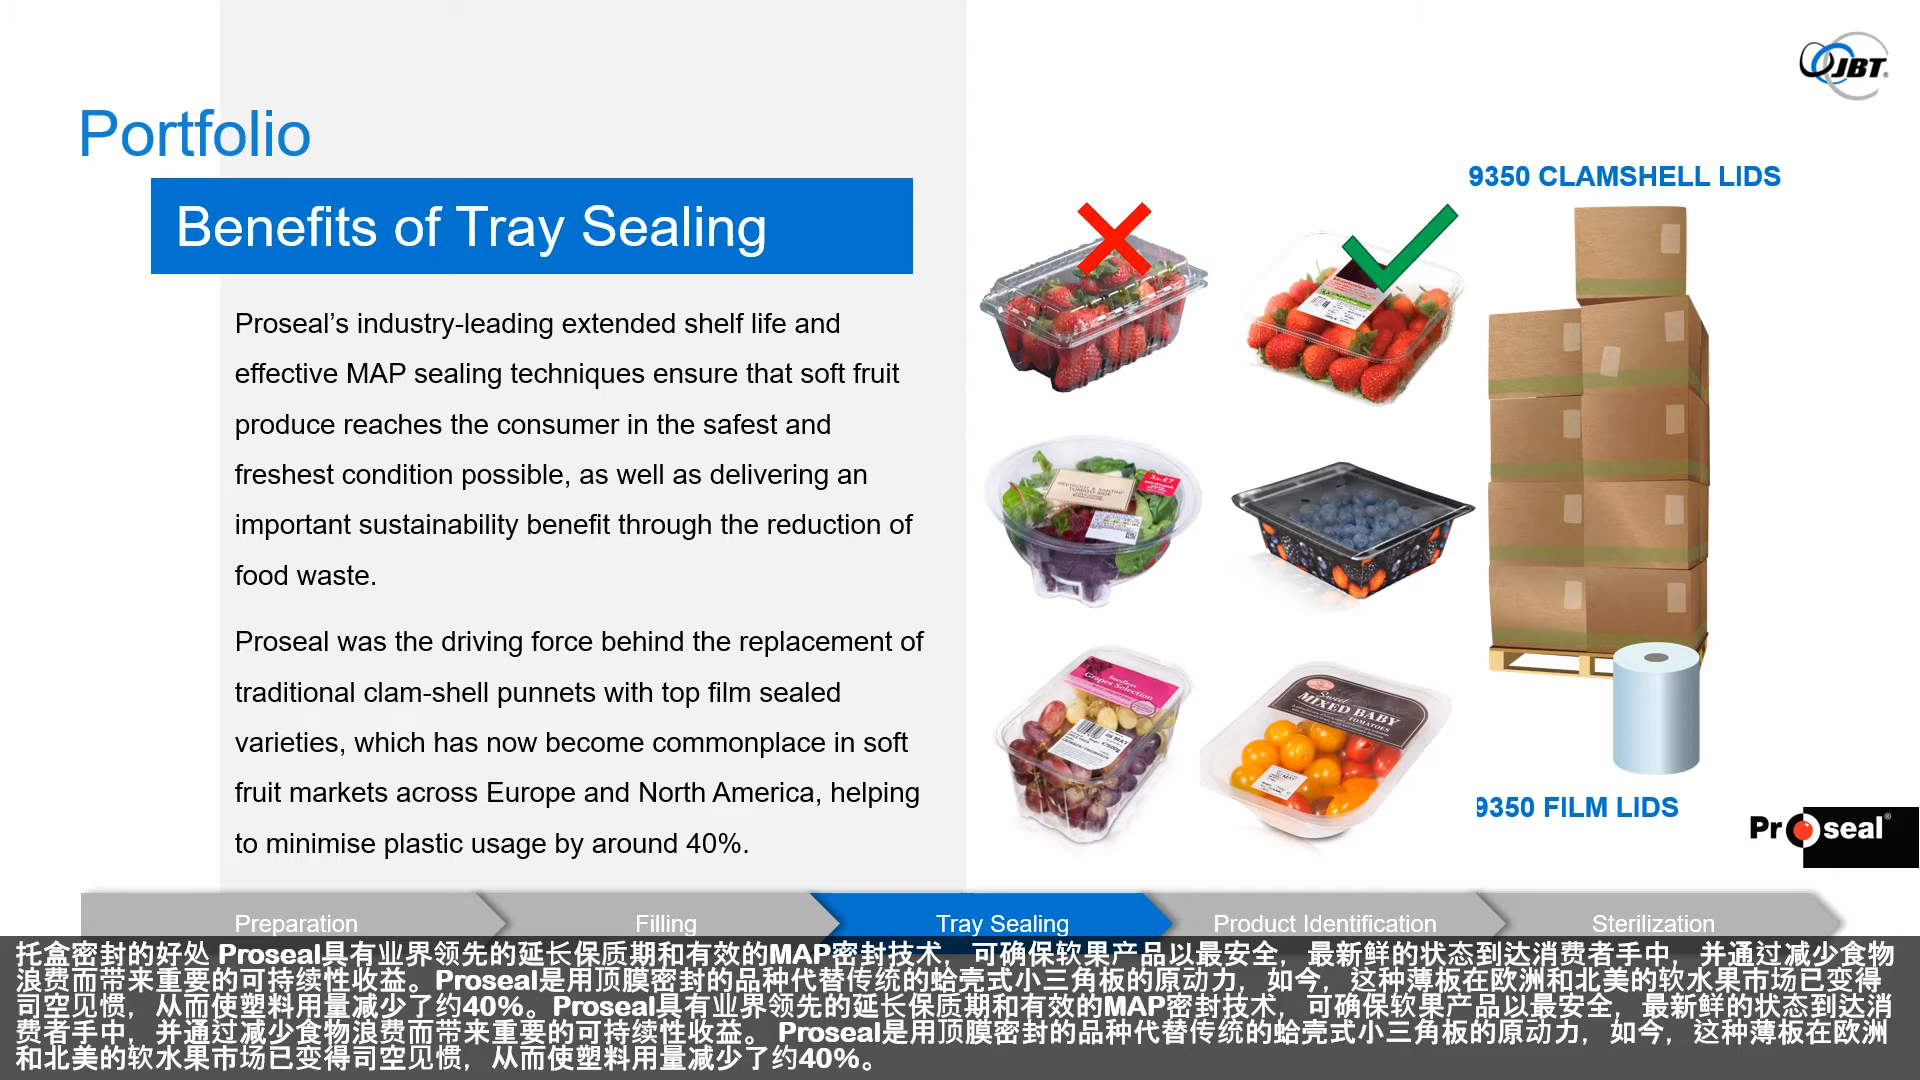 JBT
Portfolio
Benefits of Tray Sealing
Proseal’s industry-leading extended shelf life and
effective MAP sealing techniques ensure that soft fruit
produce reaches the consumer in the safest and
freshest condition possible, as well as delivering an
important sustainability benefit through the reduction of
food waste.
Proseal was the driving force behind the replacement of
traditional clam-shell punnets with top film sealed
varieties, which has now become commonplace in soft
fruit markets across Europe and North America, helping
to minimise plastic usage by around 40%.
9350 CLAMSHELL LIDS
3 for £7
Seedless
Grapes Selection
Sweet
MIXED BABY
TOMATOES
9350 FILM LIDS
Proseal®
Preparation
Filling
Tray Sealing
Product Identification
Sterilization
托盒密封的好处 Proseal具有业界领先的延长保质期和有效的MAP密封技术，可确保软果产品以最安全，最新鲜的状态到达消费者手中，并通过减少食物
浪费而带来重要的可持续性收益。Proseal是用顶膜密封的品种代替传统的蛤壳式小三角板的原动力，如今，这种薄板在欧洲和北美的软水果市场已变得
司空见惯，从而使塑料用量减少了约40%。Proseal具有业界领先的延长保质期和有效的MAP密封技术，可确保软果产品以最安全，最新鲜的状态到达消
费者手中，并通过减少食物浪费而带来重要的可持续性收益。 Proseal是用顶膜密封的品种代替传统的蛤壳式小三角板的原动力，如今，这种薄板在欧洲
和北美的软水果市场已变得司空见惯，从而使塑料用量减少了约40%。